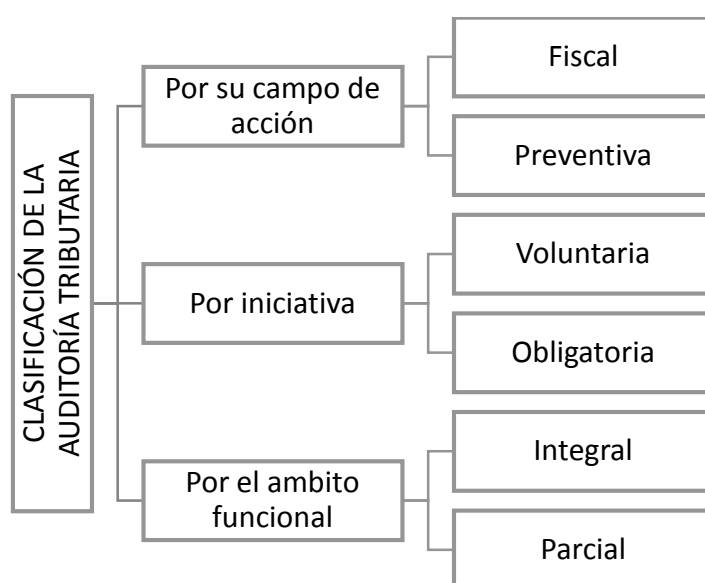 CLASIFICACIÓN DE LA
AUDITORÍA TRIBUTARIA
Por su campo de
acción
Fiscal
Preventiva
Por iniciativa
Voluntaria
Obligatoria
Por el ambito
funcional
Integral
Parcial